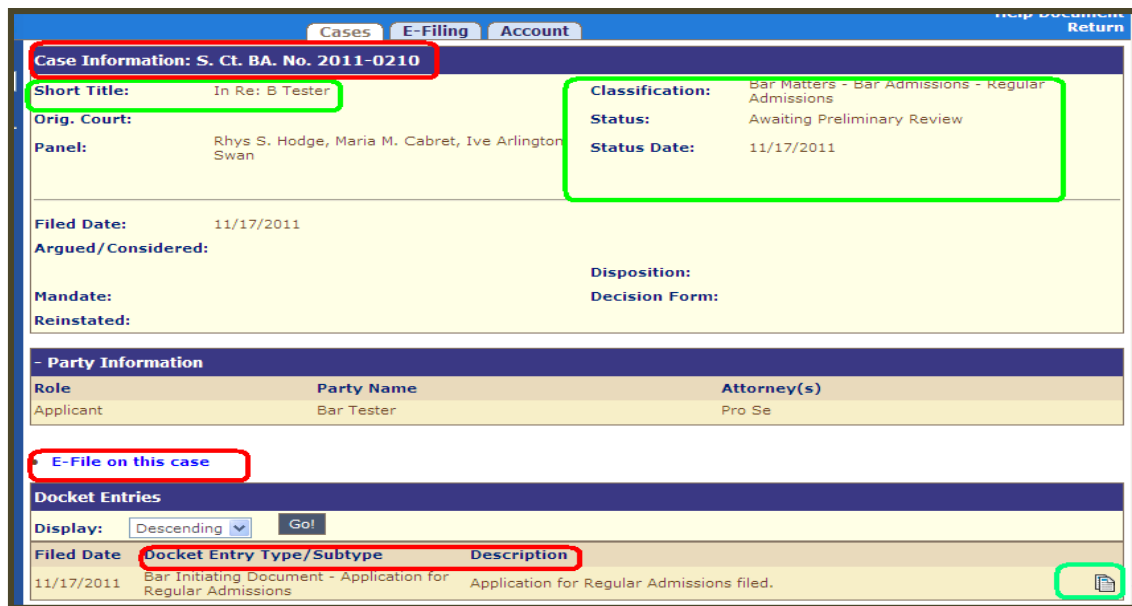 Help Document
Cases E-Filing Account Return
Case Information: S. Ct. BA. No. 2011-0210
Short Title: In Re: B Tester
Classification: Bar Matters - Bar Admissions - Regular Admissions
Orig. Court:
Status: Awaiting Preliminary Review
Panel: Rhys S. Hodge, Maria M. Cabret, Ive Arlington Swan
Status Date: 11/17/2011
Filed Date: 11/17/2011
Argued/Considered:
Disposition:
Mandate: Decision Form:
Reinstated:
- Party Information
Role Party Name Attorney(s)
Applicant Bar Tester Pro Se
E-File on this case
Docket Entries
Display: Descending Go!
Filed Date Docket Entry Type/Subtype Description
11/17/2011 Bar Initiating Document - Application for Regular Admissions Application for Regular Admissions filed.